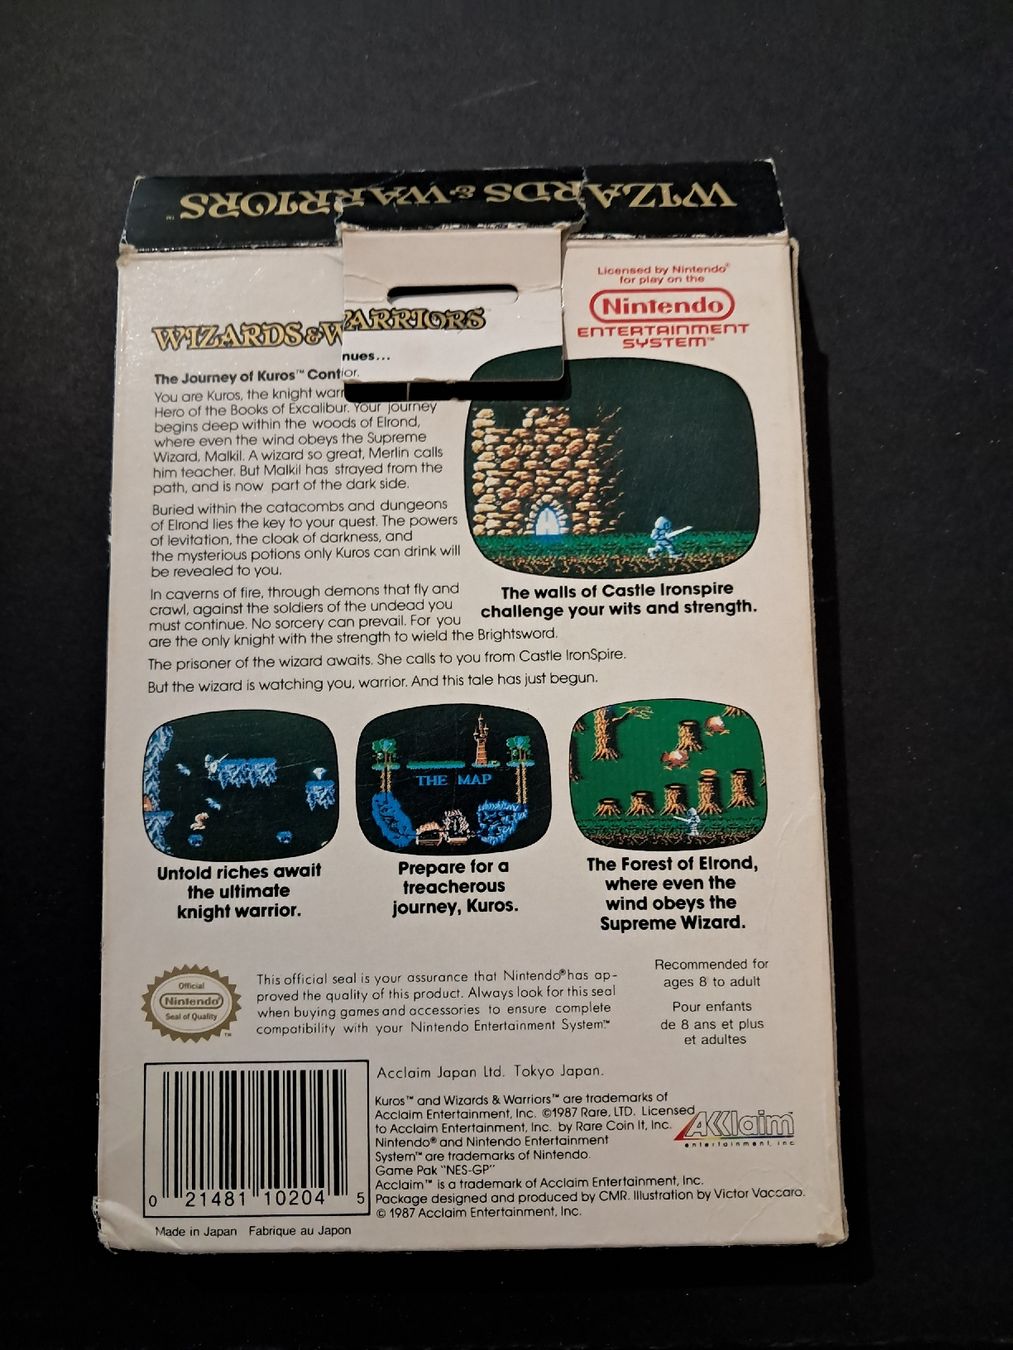 WIZARDS & WARRIORS™
Licensed by Nintendo®
for play on the
Nintendo®
ENTERTAINMENT
SYSTEM™
WIZARDS & WARRIORS
The Journey of Kuros™ Continues...
You are Kuros, the knight warrior.
Hero of the Books of Excalibur. Your journey
begins deep within the woods of Elrond,
where even the wind obeys the Supreme
Wizard, Malkil. A wizard so great, Merlin calls
him teacher. But Malkil has strayed from the
path, and is now part of the dark side.
Buried within the catacombs and dungeons
of Elrond lies the key to your quest. The powers
of levitation, the cloak of darkness, and
the mysterious potions only Kuros can drink will
be revealed to you.
In caverns of fire, through demons that fly and
crawl, against the soldiers of the undead you
must continue. No sorcery can prevail. For you
are the only knight with the strength to wield the Brightsword.
The prisoner of the wizard awaits. She calls to you from Castle IronSpire.
But the wizard is watching you, warrior. And this tale has just begun.
The walls of Castle Ironspire
challenge your wits and strength.
THE MAP
Untold riches await
the ultimate
knight warrior.
Prepare for a
treacherous
journey, Kuros.
The Forest of Elrond,
where even the
wind obeys the
Supreme Wizard.
Official
Nintendo®
Seal of Quality
™
This official seal is your assurance that Nintendo® has ap-
proved the quality of this product. Always look for this seal
when buying games and accessories to ensure complete
compatibility with your Nintendo Entertainment System™
Recommended for
ages 8 to adult
Pour enfants
de 8 ans et plus
et adultes
Acclaim Japan Ltd. Tokyo Japan.
Kuros™ and Wizards & Warriors™ are trademarks of
Acclaim Entertainment, Inc. ©1987 Rare, LTD. Licensed
to Acclaim Entertainment, Inc. by Rare Coin It, Inc.
Nintendo® and Nintendo Entertainment
System™ are trademarks of Nintendo.
Game Pak "NES-GP"
Acclaim™ is a trademark of Acclaim Entertainment, Inc.
Package designed and produced by CMR. Illustration by Victor Vaccaro.
© 1987 Acclaim Entertainment, Inc.
AKKlaim™
entertainment, inc.
0 21481 10204 5
Made in Japan Fabrique au Japon